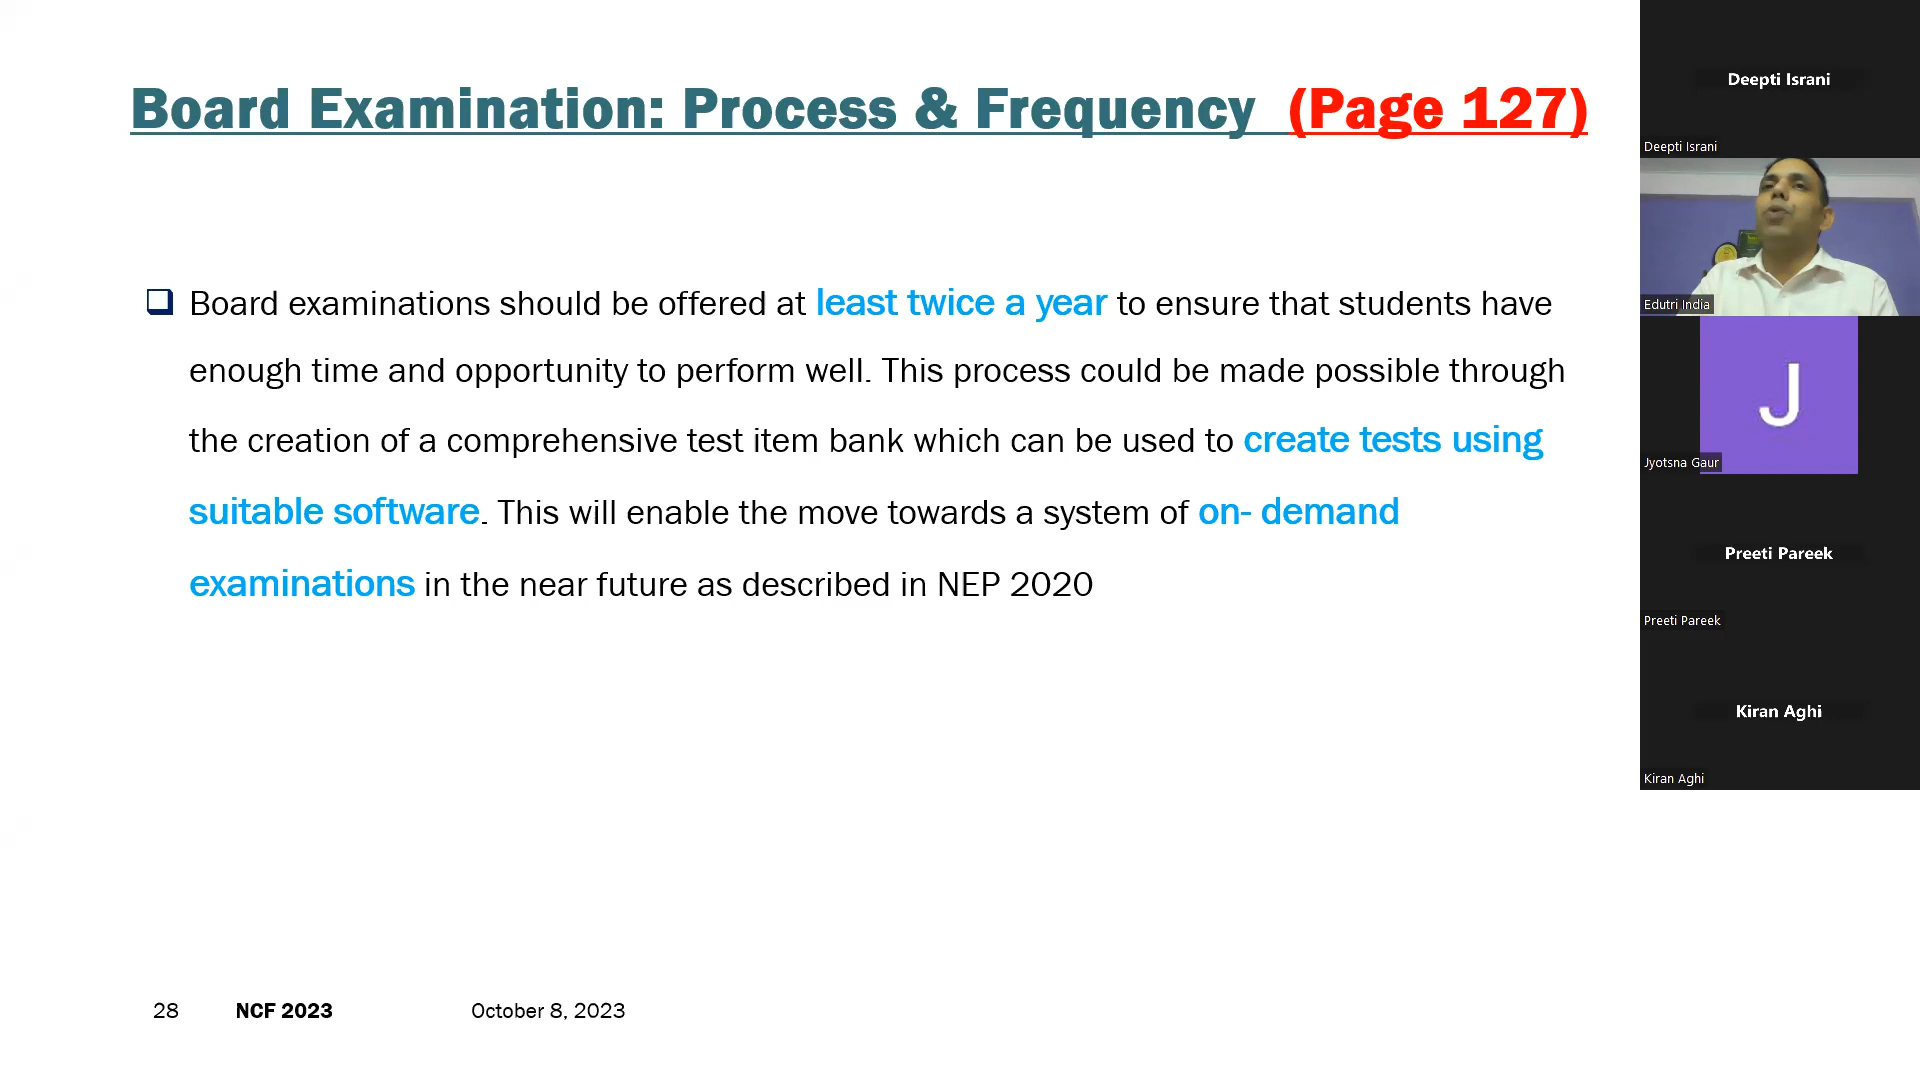 Board Examination: Process & Frequency (Page 127)
❑ Board examinations should be offered at least twice a year to ensure that students have
enough time and opportunity to perform well. This process could be made possible through
the creation of a comprehensive test item bank which can be used to create tests using
suitable software. This will enable the move towards a system of on- demand
examinations in the near future as described in NEP 2020
28 NCF 2023 October 8, 2023
Deepti Israni
Deepti Israni
Edutri India
J
Jyotsna Gaur
Preeti Pareek
Preeti Pareek
Kiran Aghi
Kiran Aghi